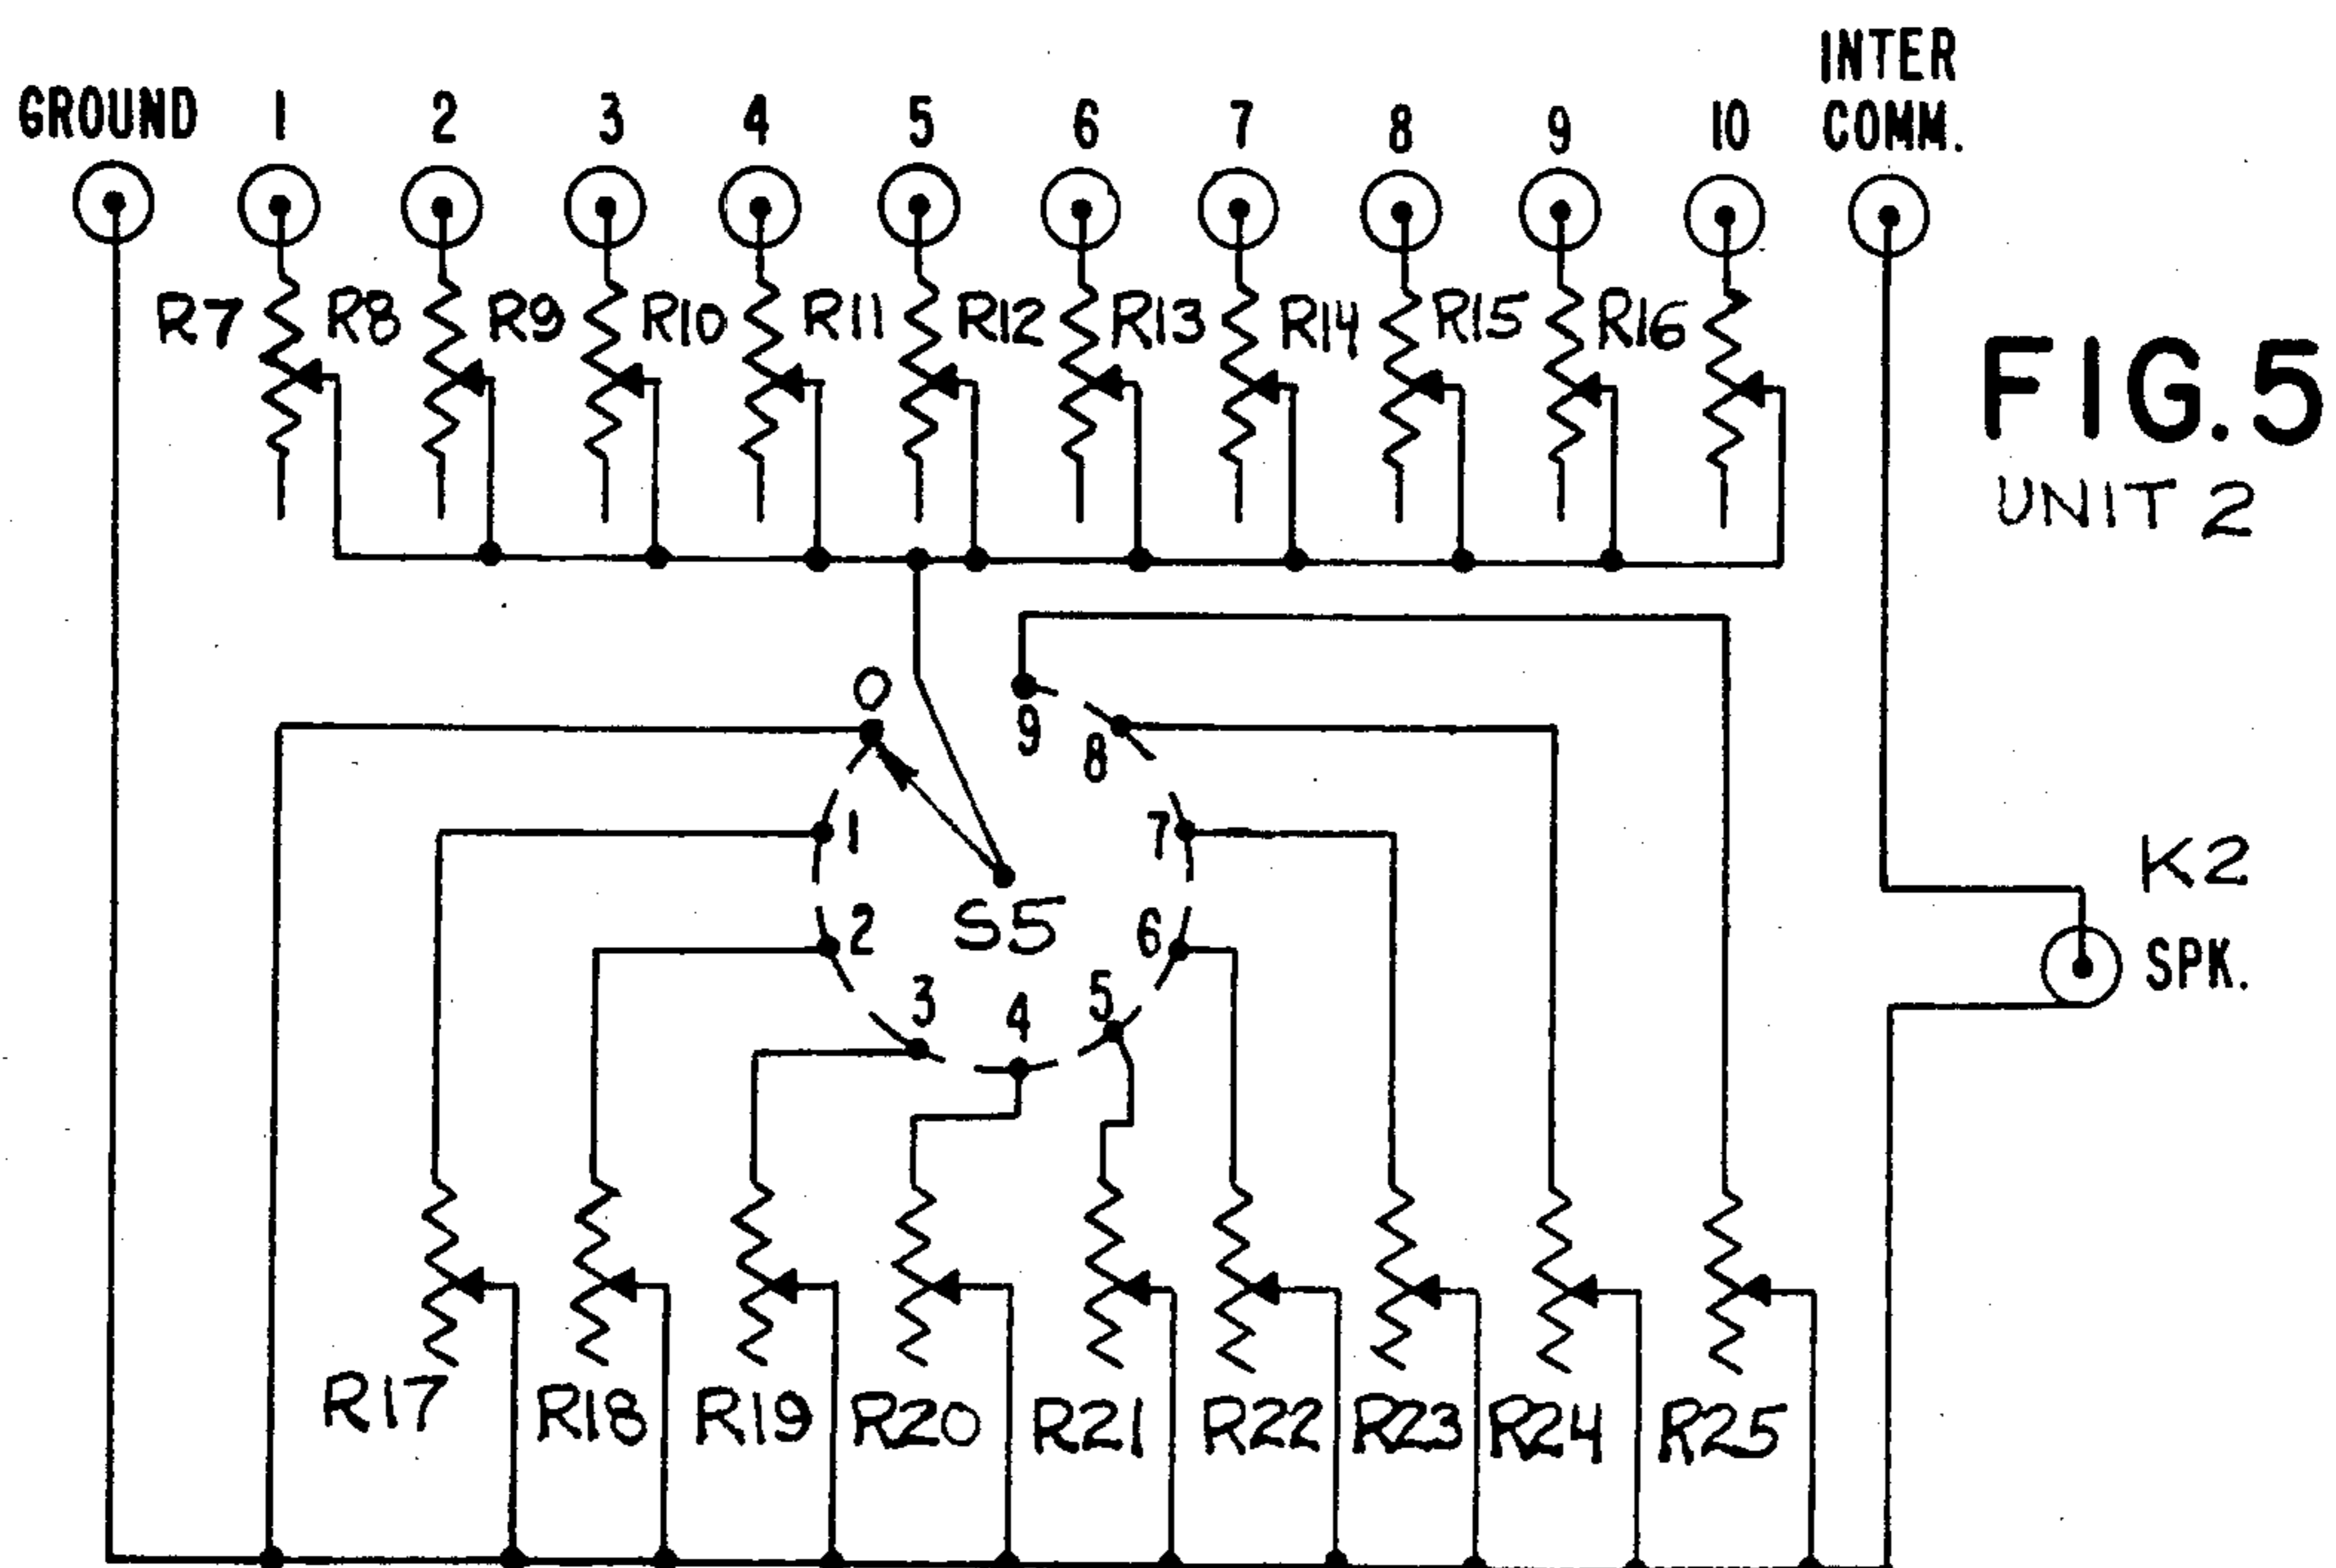 INTER
GROUND 1 2 3 4 5 6 7 8 9 10 COMM.
R7 R8 R9 R10 R11 R12 R13 R14 R15 R16
FIG.5
UNIT 2
0
9
8
1
7
K2
2
S5
6
SPK.
3
4
5
R17 R18 R19 R20 R21 R22 R23 R24 R25